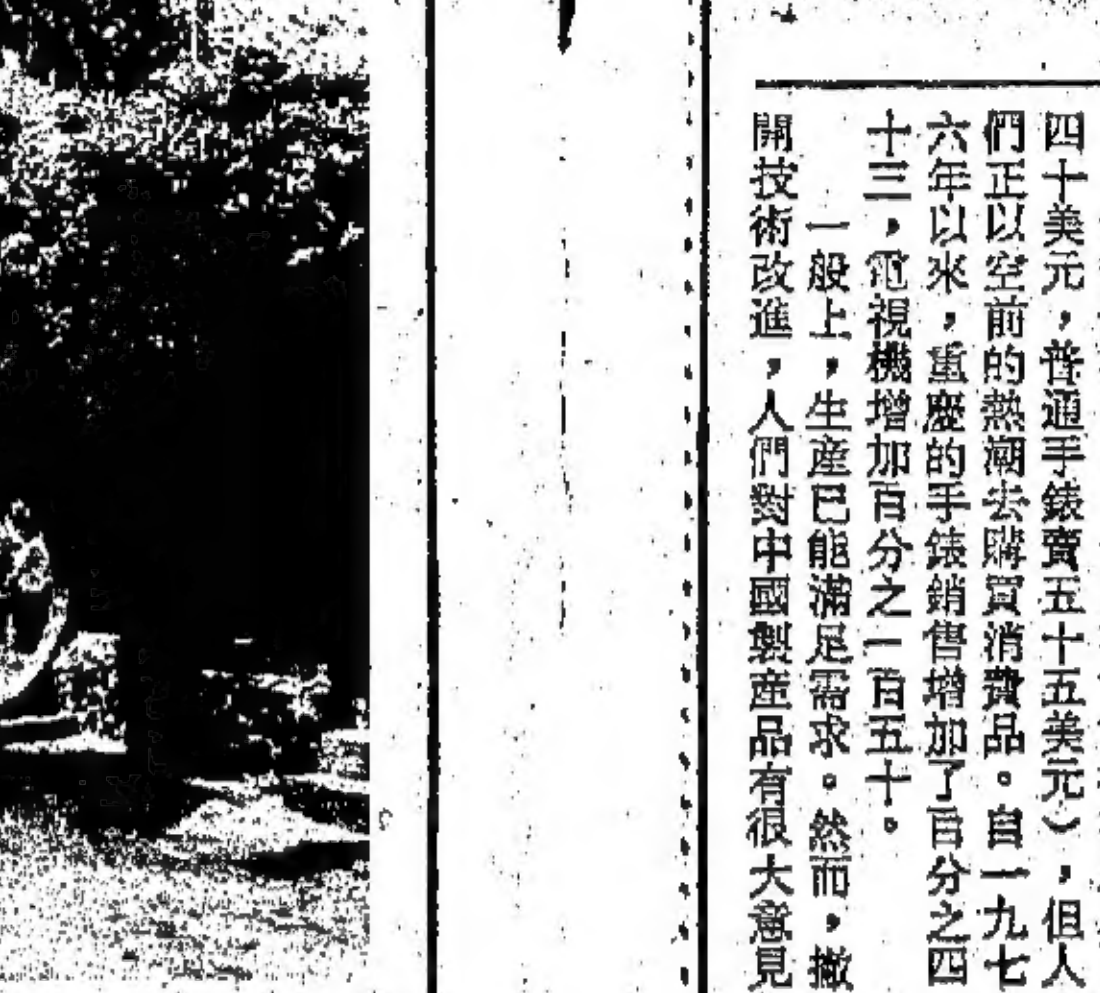 四十美元，普通手錶賣五十五美元），但人
們正以空前的熱潮去購買消費品。自一九七
六年以來，重慶的手錶銷售增加了百分之四
十三，電視機增加百分之一百五十。
一般上，生産已能滿足需求。然而，撇
開技術改進，人們對中國製産品有很大意見